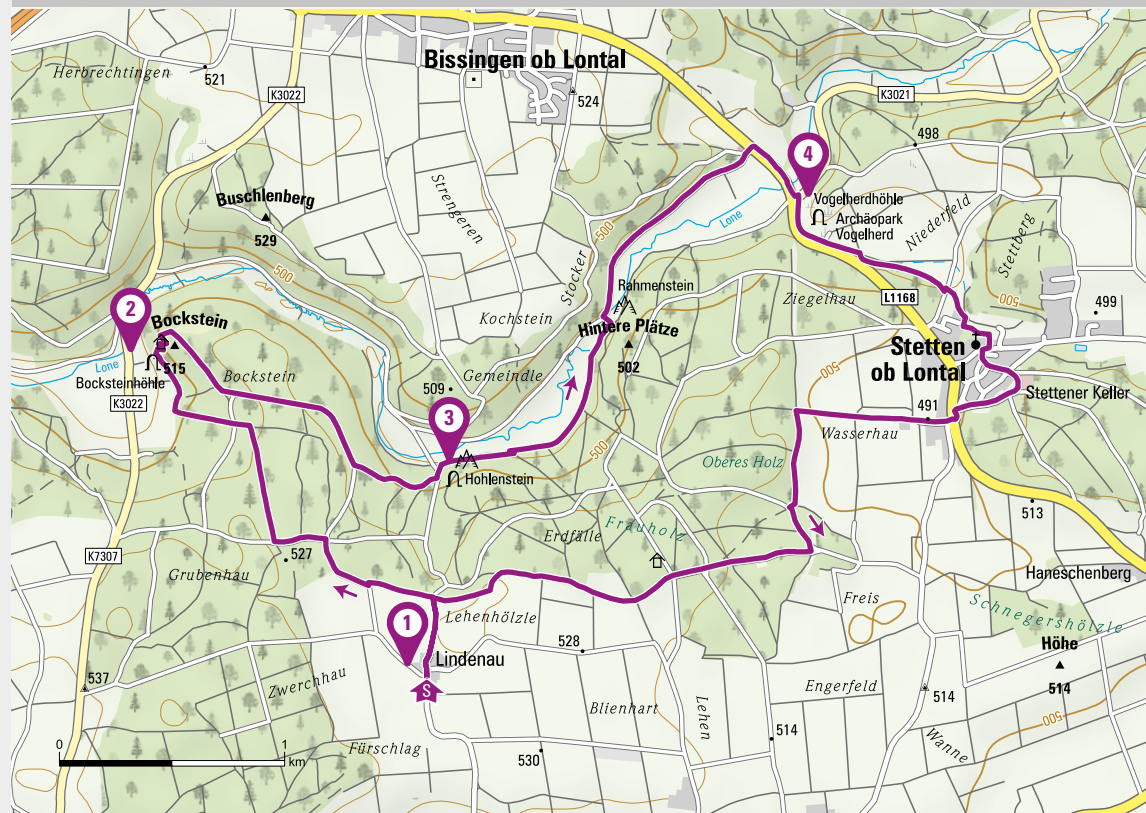 Bissingen ob Lontal
Herbrechtingen
521
K3022
524
K3021
498
4
Vogelherdhöhle
Archäopark
Vogelherd
Niederfeld
Stettberg
Strengeren
Buschlenberg
529
500
500
Lone
Stocker
Rahmenstein
Ziegelhau
L1168
500
499
2
Bockstein
515
Lone
Bocksteinhöhle
K3022
Bockstein
Kochstein
Hintere Plätze
502
Stetten
ob Lontal
509
Gemeindle
500
Stettener Keller
3
Hohlenstein
500
491
Wasserhau
Oberes Holz
513
K7307
527
Erdfälle
Frauholz
Grubenhau
Haneschenberg
Freis
Schnegershölzle
Höhe
514
1
Lehenhölzle
528
Lindenau
S
537
Zwerchhau
Engerfeld
514
Blienhart
Lehen
514
500
Wanne
Fürschlag
530
0
1
km